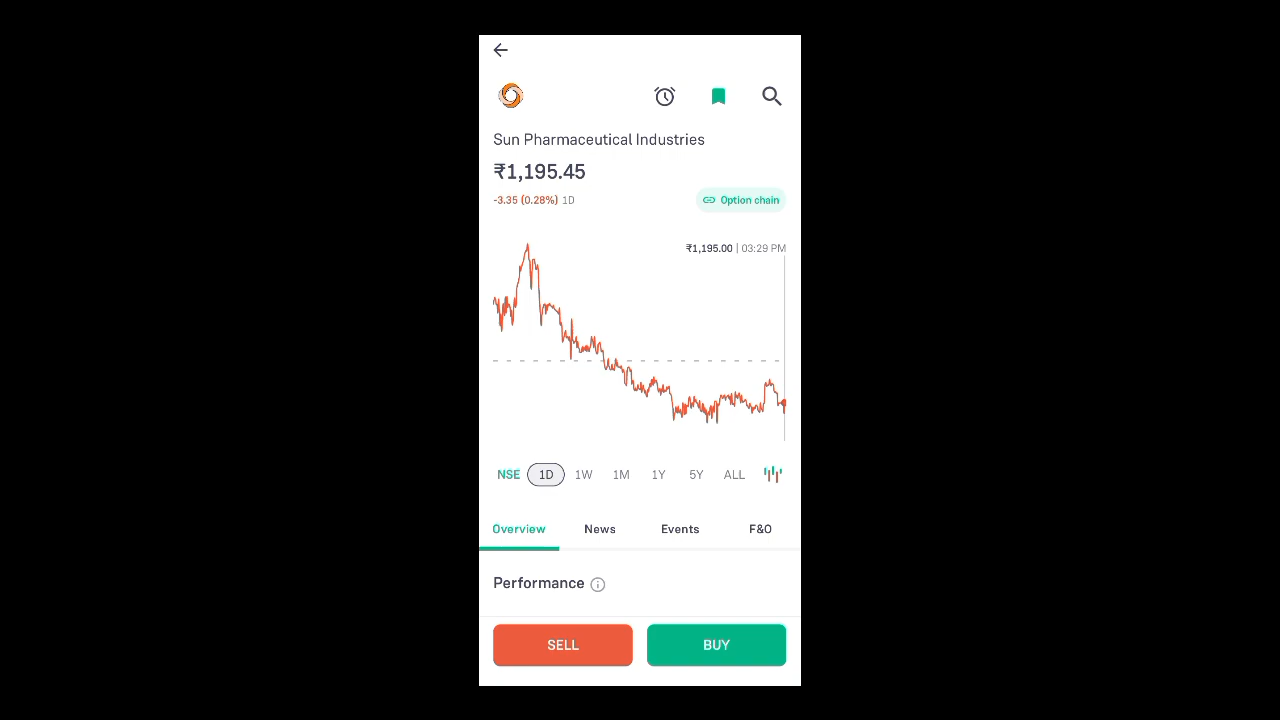 Sun Pharmaceutical Industries
₹1,195.45
-3.35 (0.28%) 1D
Option chain
₹1,195.00 | 03:29 PM
NSE 1D 1W 1M 1Y 5Y ALL
Overview News Events F&O
Performance
SELL BUY